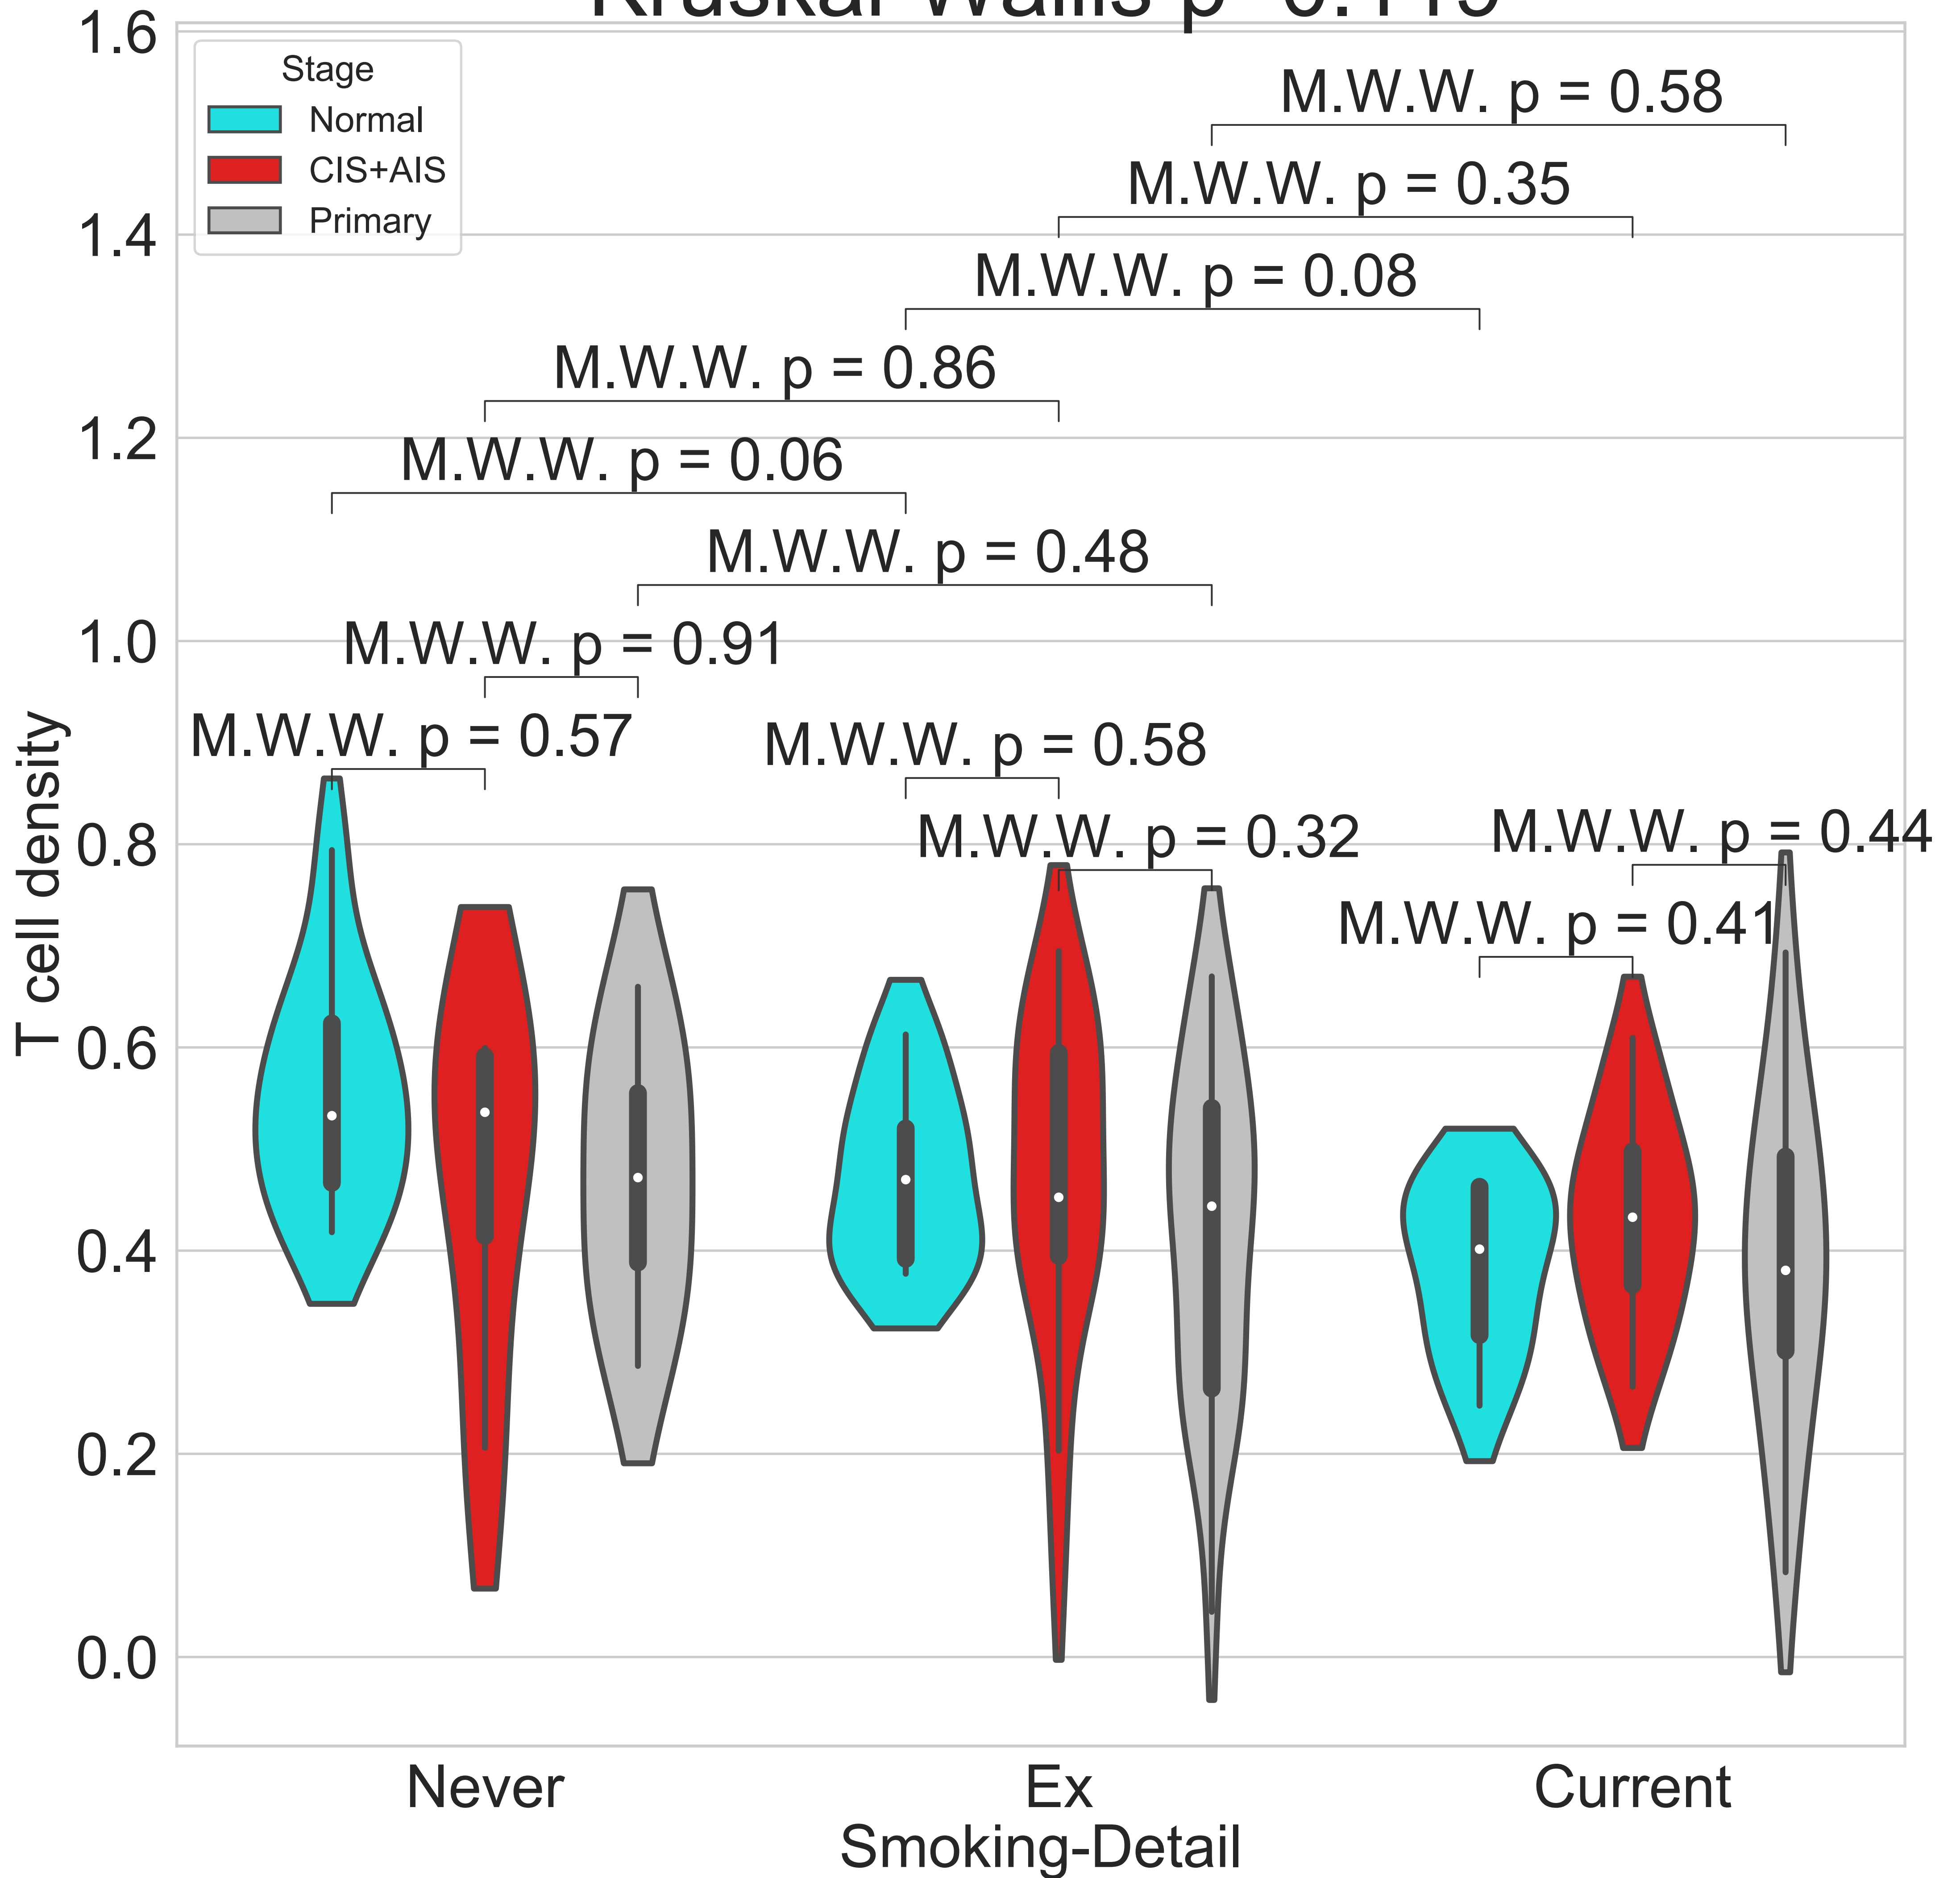 Kruskal Wallis p
1.6
1.4
1.2
1.0
0.8
0.6
0.4
0.2
0.0
T cell density
Stage
Normal
CIS+AIS
Primary
M.W.W. p = 0.58
M.W.W. p = 0.35
M.W.W. p = 0.08
M.W.W. p = 0.86
M.W.W. p = 0.06
M.W.W. p = 0.48
M.W.W. p = 0.91
M.W.W. p = 0.57
M.W.W. p = 0.58
M.W.W. p = 0.32
M.W.W. p = 0.44
M.W.W. p = 0.41
Never
Ex
Current
Smoking-Detail